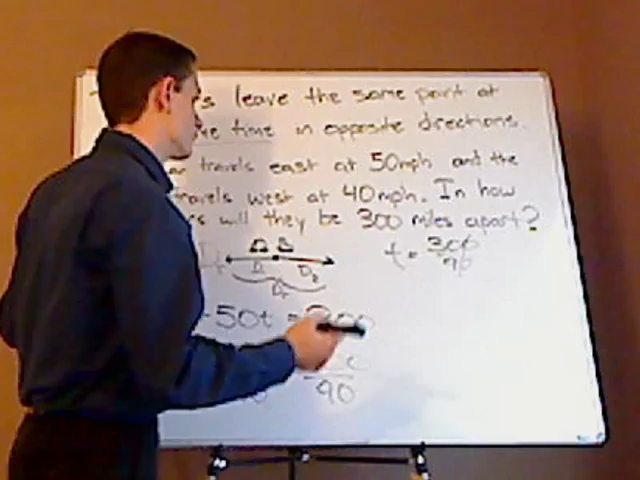 leave the same point at
time in opposite directions.
travels east at 50mph and the
travels west at 40mph. In how
will they be 300 miles apart?
t = 300
90
50t =
90